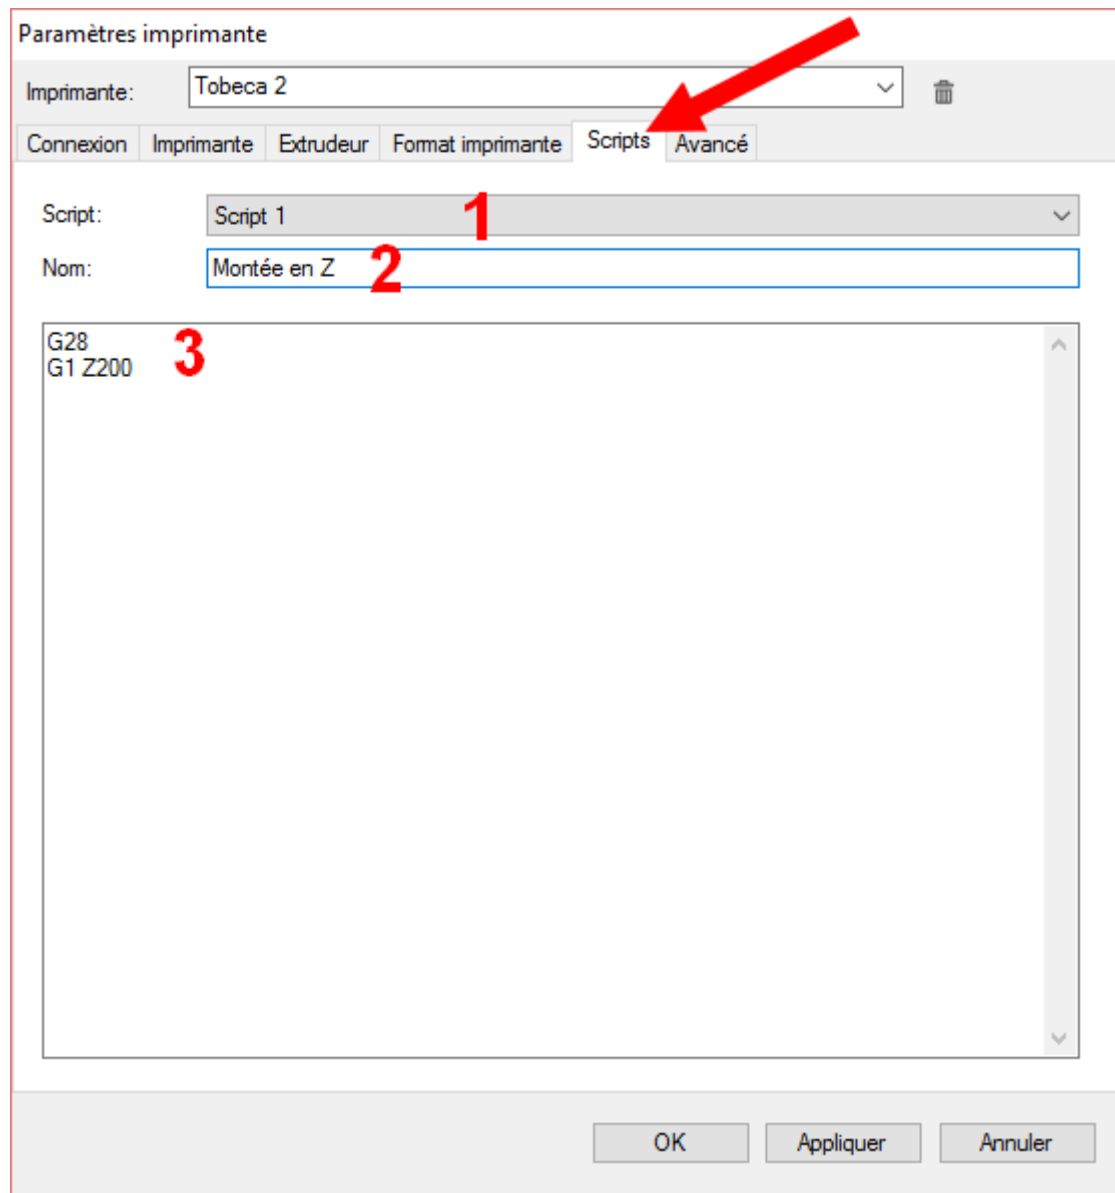 Paramètres imprimante
Imprimante: Tobeca 2
Connexion Imprimante Extrudeur Format imprimante Scripts Avancé
Script: Script 1 1
Nom: Montée en Z 2
G28
G1 Z200
3
OK Appliquer Annuler